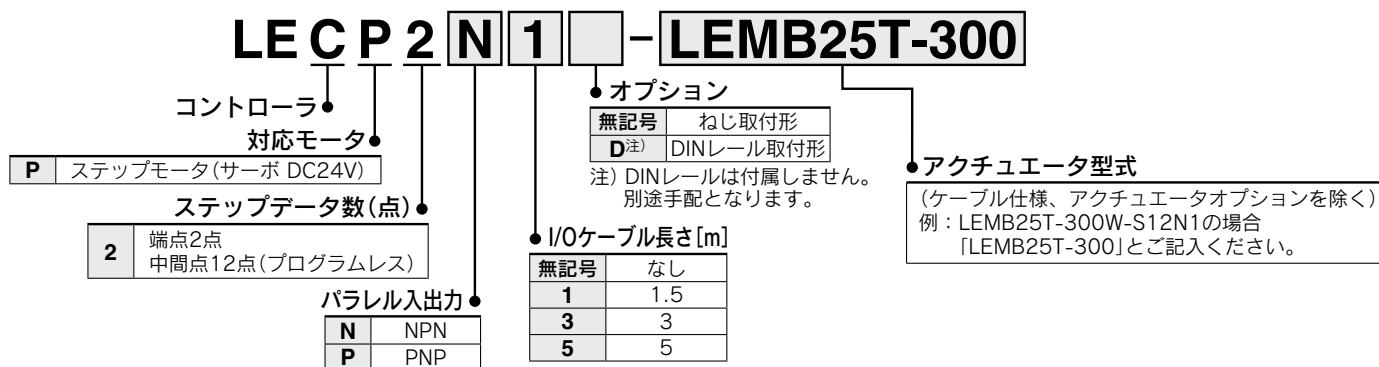 LECP2N1 -LEMB25T-300
コントローラ
対応モータ
P ステップモータ(サーボ DC24V)
ステップデータ数(点)
2 端点2点
中間点12点(プログラムレス)
パラレル入出力
N NPN
P PNP
I/Oケーブル長さ[m]
無記号 なし
1 1.5
3 3
5 5
オプション
無記号 ねじ取付形
D注) DINレール取付形
注) DINレールは付属しません。
別途手配となります。
アクチュエータ型式
(ケーブル仕様、アクチュエータオプションを除く)
例：LEMB25T-300W-S12N1の場合
「LEMB25T-300」とご記入ください。